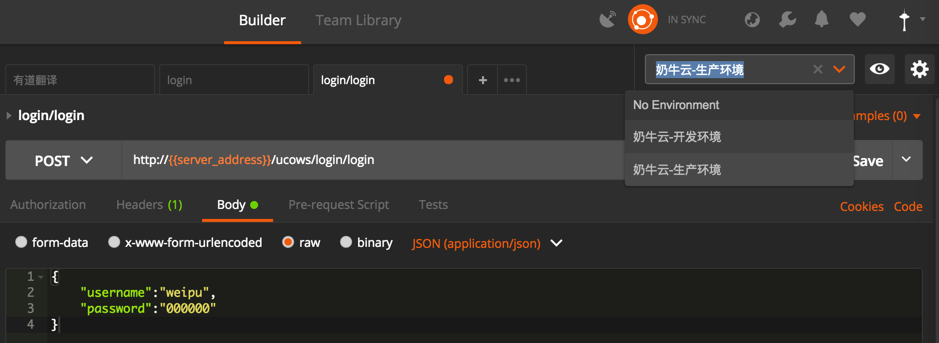 Builder
Team Library
IN SYNC
有道翻译
login
login/login
奶牛云-生产环境
No Environment
奶牛云-开发环境
奶牛云-生产环境
login/login
mples (0)
POST
http://{{server_address}}/ucows/login/login
Save
Authorization
Headers (1)
Body
Pre-request Script
Tests
Cookies
Code
form-data
x-www-form-urlencoded
raw
binary
JSON (application/json)
1 {
2 "username":"weipu",
3 "password":"000000"
4 }